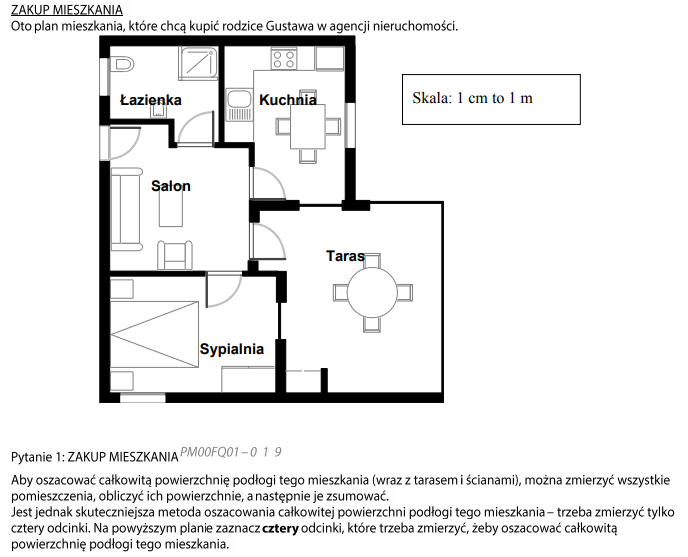 ZAKUP MIESZKANIA
Oto plan mieszkania, które chcą kupić rodzice Gustawa w agencji nieruchomości.
Skala: 1 cm to 1 m
Łazienka
Kuchnia
Salon
Taras
Sypialnia
Pytanie 1: ZAKUP MIESZKANIA PM00FQ01 – 0 1 9
Aby oszacować całkowitą powierzchnię podłogi tego mieszkania (wraz z tarasem i ścianami), można zmierzyć wszystkie
pomieszczenia, obliczyć ich powierzchnie, a następnie je zsumować.
Jest jednak skuteczniejsza metoda oszacowania całkowitej powierzchni podłogi tego mieszkania – trzeba zmierzyć tylko
cztery odcinki. Na powyższym planie zaznacz cztery odcinki, które trzeba zmierzyć, żeby oszacować całkowitą
powierzchnię podłogi tego mieszkania.